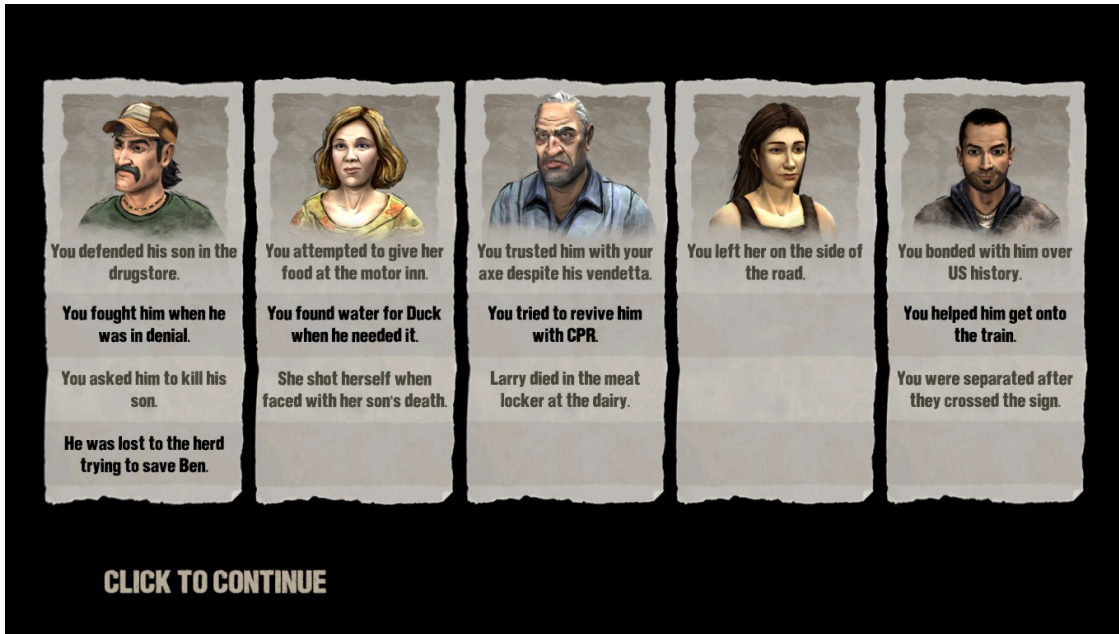 You defended his son in the
drugstore.
You fought him when he
was in denial.
You asked him to kill his
son.
He was lost to the herd
trying to save Ben.
You attempted to give her
food at the motor inn.
You found water for Duck
when he needed it.
She shot herself when
faced with her son's death.
You trusted him with your
axe despite his vendetta.
You tried to revive him
with CPR.
Larry died in the meat
locker at the dairy.
You left her on the side of
the road.
You bonded with him over
US history.
You helped him get onto
the train.
You were separated after
they crossed the sign.
CLICK TO CONTINUE